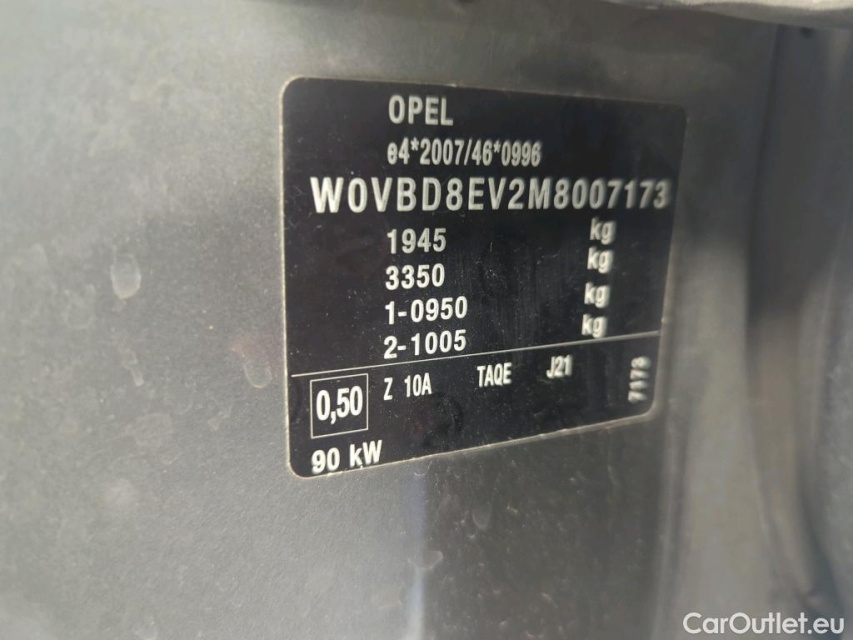 OPEL
e4*2007/46*0996
W0VBD8EV2M8007173
1945 kg
3350 kg
1-0950 kg
2-1005 kg
0,50 Z 10A TAQE J21 7173
90 kW
CarOutlet.eu